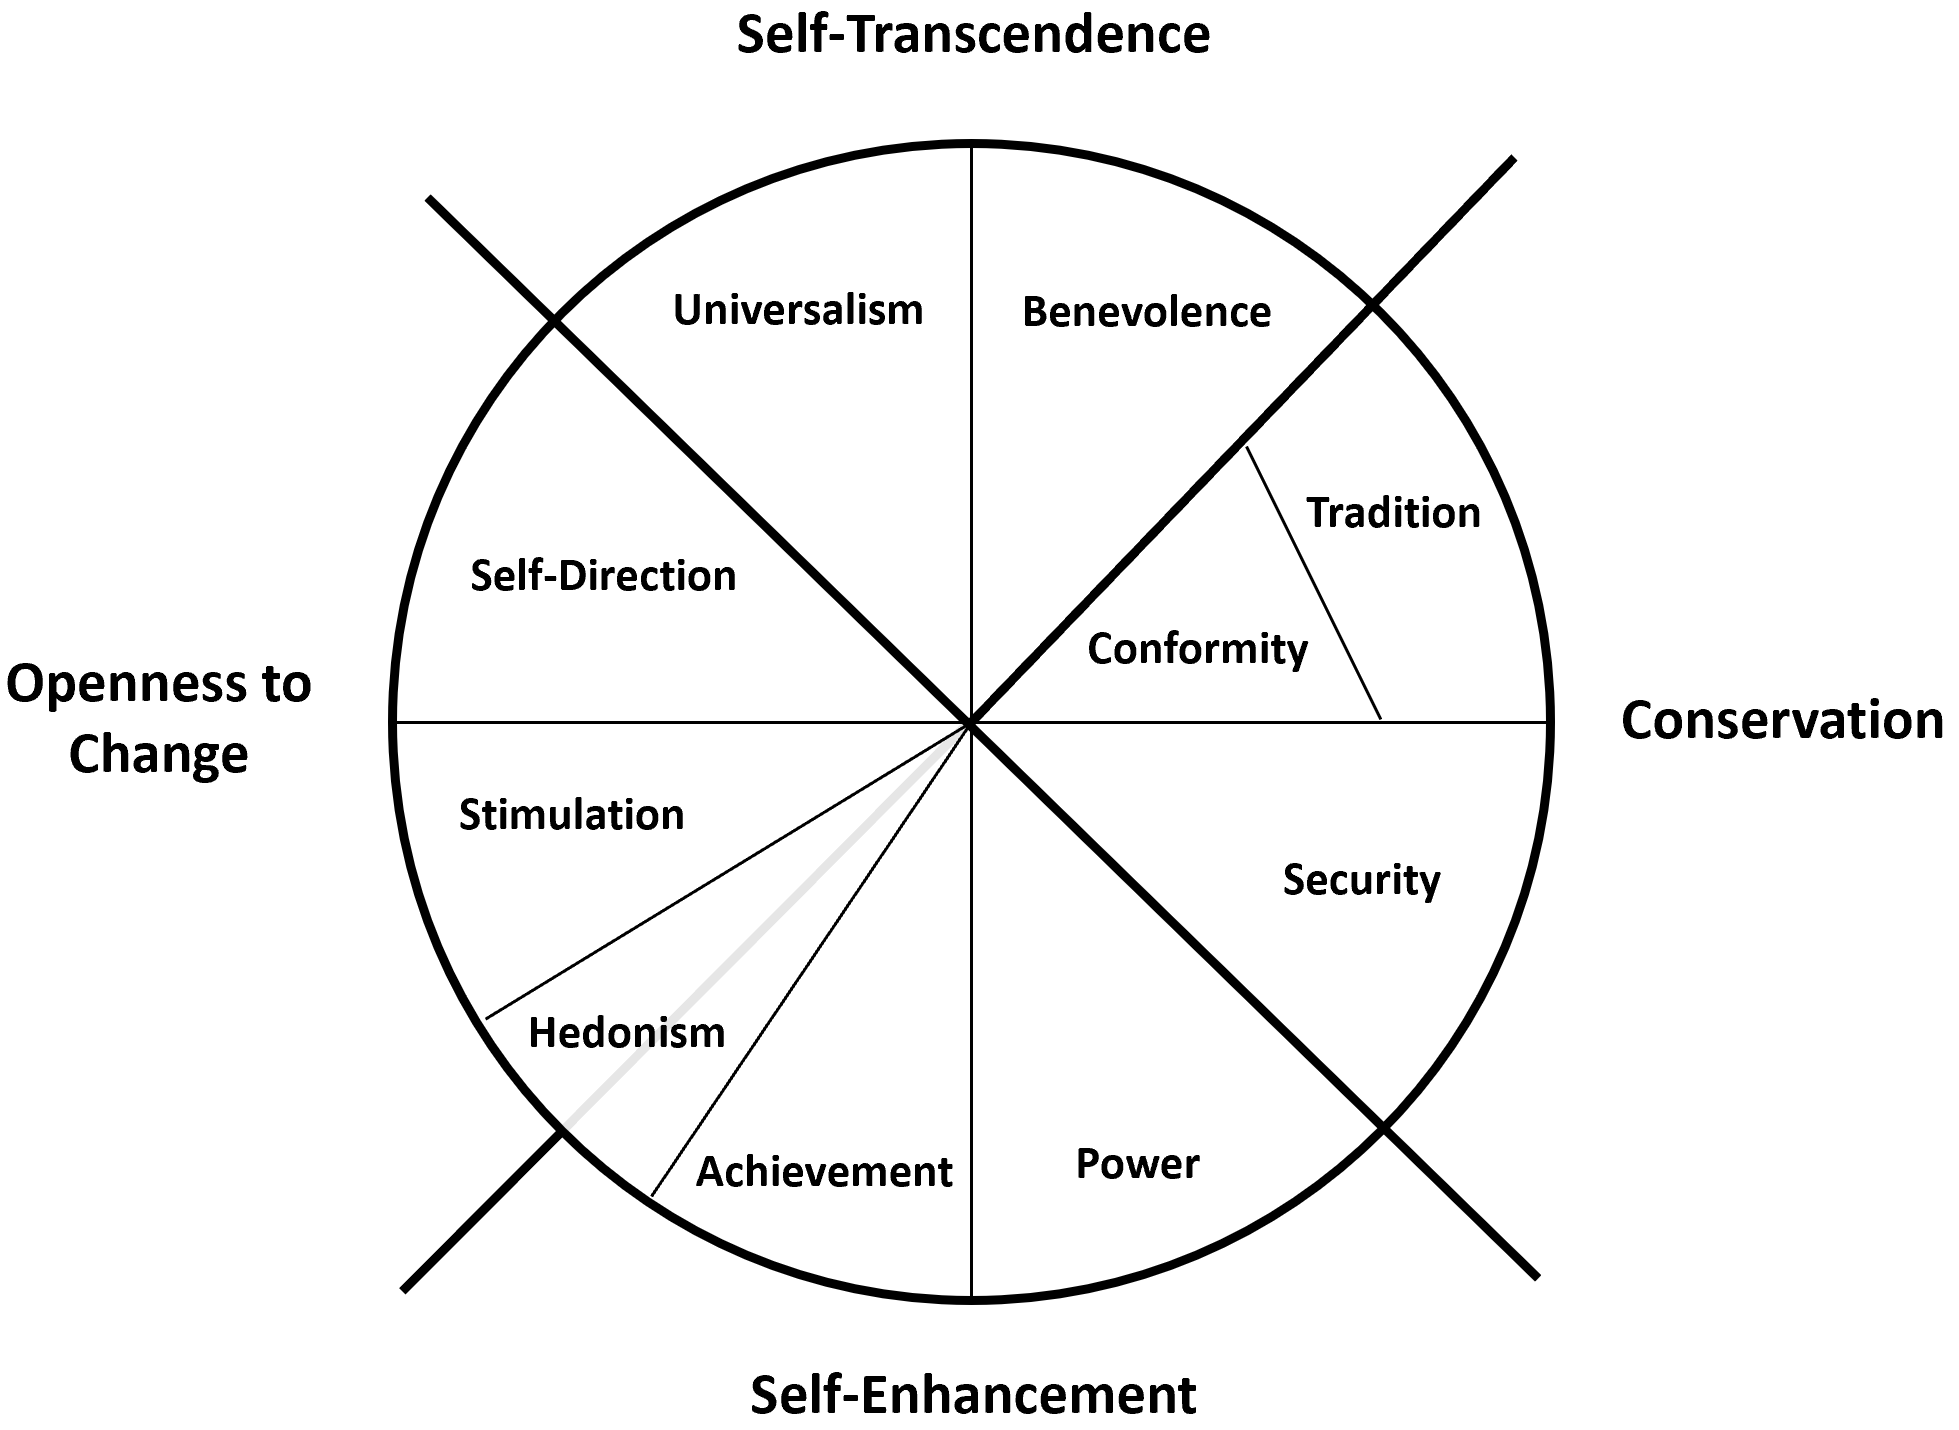 Self-Transcendence
Universalism
Benevolence
Tradition
Self-Direction
Conformity
Openness to
Change
Conservation
Stimulation
Security
Hedonism
Achievement
Power
Self-Enhancement